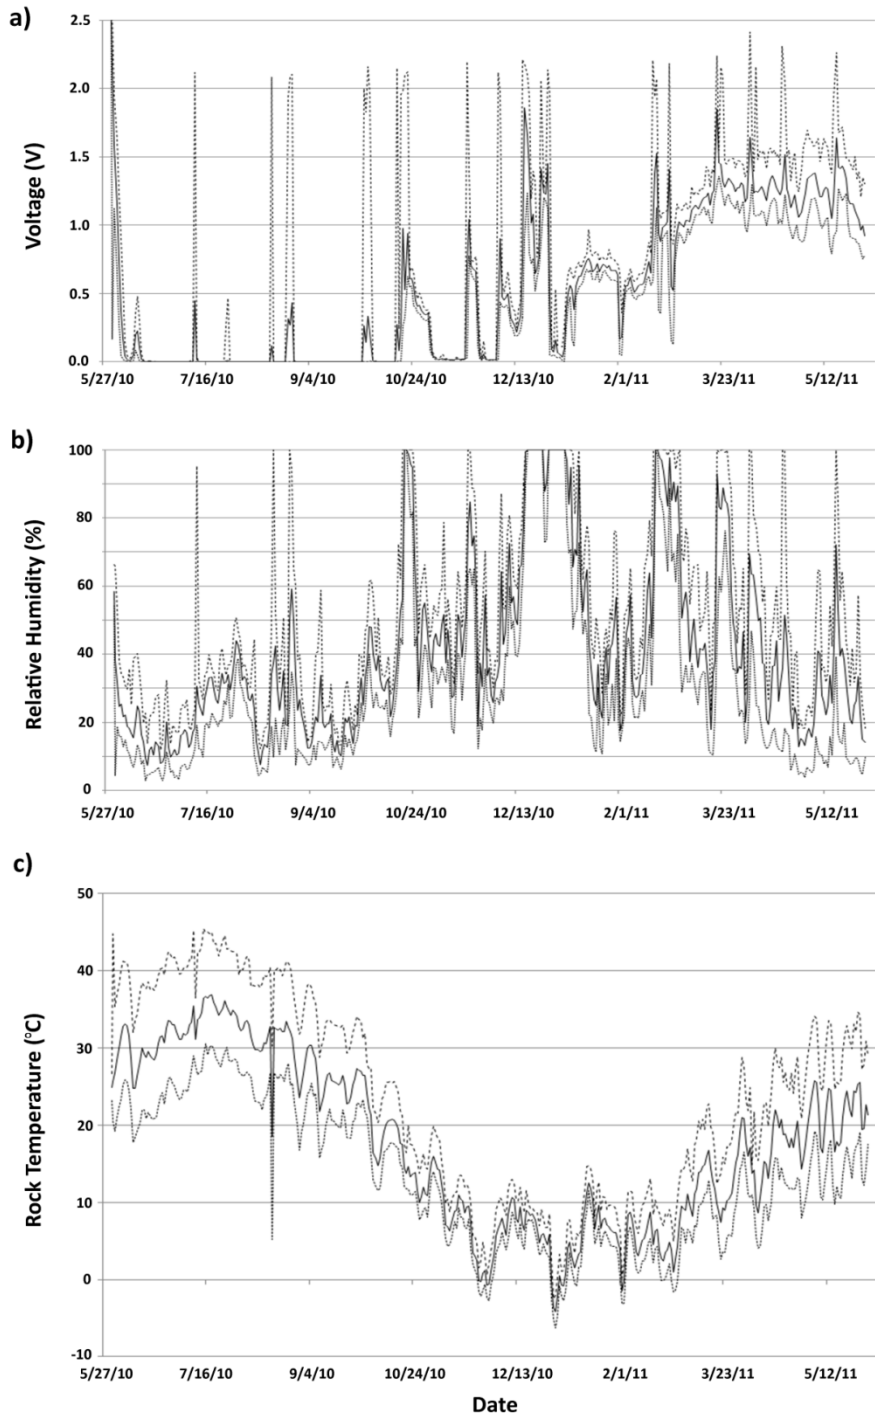 a)
2.5
2.0
1.5
1.0
0.5
0.0
Voltage (V)
5/27/10 7/16/10 9/4/10 10/24/10 12/13/10 2/1/11 3/23/11 5/12/11
b)
100
80
60
40
20
0
Relative Humidity (%)
5/27/10 7/16/10 9/4/10 10/24/10 12/13/10 2/1/11 3/23/11 5/12/11
c)
50
40
30
20
10
0
-10
Rock Temperature (°C)
5/27/10 7/16/10 9/4/10 10/24/10 12/13/10 2/1/11 3/23/11 5/12/11
Date